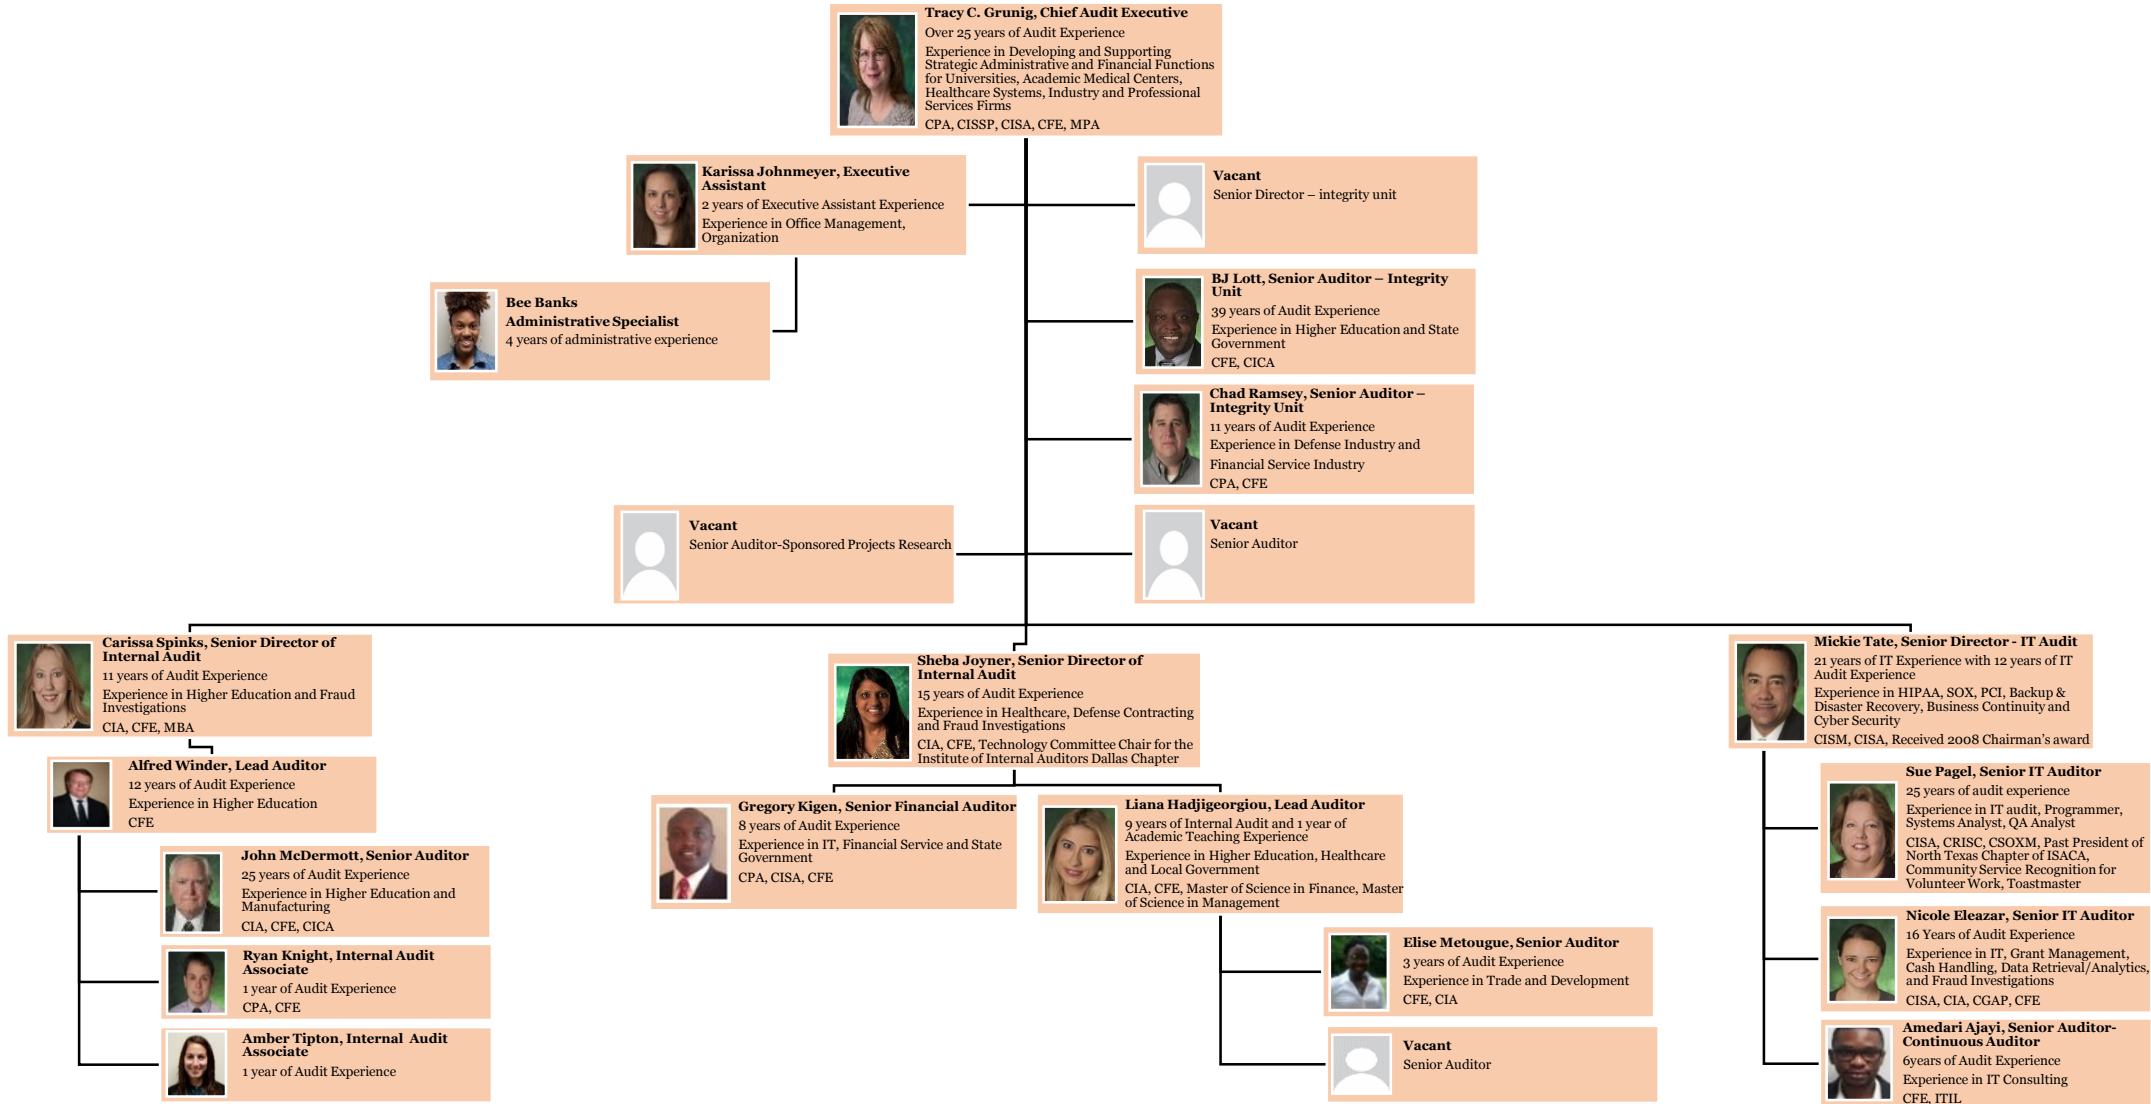 Tracy C. Grunig, Chief Audit Executive
Over 25 years of Audit Experience
Experience in Developing and Supporting
Strategic Administrative and Financial Functions
for Universities, Academic Medical Centers,
Healthcare Systems, Industry and Professional
Services Firms
CPA, CISSP, CISA, CFE, MPA
Karissa Johnmeyer, Executive
Assistant
2 years of Executive Assistant Experience
Experience in Office Management,
Organization
Vacant
Senior Director – integrity unit
Bee Banks
Administrative Specialist
4 years of administrative experience
BJ Lott, Senior Auditor – Integrity
Unit
39 years of Audit Experience
Experience in Higher Education and State
Government
CFE, CICA
Chad Ramsey, Senior Auditor –
Integrity Unit
11 years of Audit Experience
Experience in Defense Industry and
Financial Service Industry
CPA, CFE
Vacant
Senior Auditor-Sponsored Projects Research
Vacant
Senior Auditor
Carissa Spinks, Senior Director of
Internal Audit
11 years of Audit Experience
Experience in Higher Education and Fraud
Investigations
CIA, CFE, MBA
Alfred Winder, Lead Auditor
12 years of Audit Experience
Experience in Higher Education
CFE
John McDermott, Senior Auditor
25 years of Audit Experience
Experience in Higher Education and
Manufacturing
CIA, CFE, CICA
Ryan Knight, Internal Audit
Associate
1 year of Audit Experience
CPA, CFE
Amber Tipton, Internal Audit
Associate
1 year of Audit Experience
Sheba Joyner, Senior Director of
Internal Audit
15 years of Audit Experience
Experience in Healthcare, Defense Contracting
and Fraud Investigations
CIA, CFE, Technology Committee Chair for the
Institute of Internal Auditors Dallas Chapter
Gregory Kigen, Senior Financial Auditor
8 years of Audit Experience
Experience in IT, Financial Service and State
Government
CPA, CISA, CFE
Liana Hadjigeorgiou, Lead Auditor
9 years of Internal Audit and 1 year of
Academic Teaching Experience
Experience in Higher Education, Healthcare
and Local Government
CIA, CFE, Master of Science in Finance, Master
of Science in Management
Elise Metougue, Senior Auditor
3 years of Audit Experience
Experience in Trade and Development
CFE, CIA
Vacant
Senior Auditor
Mickie Tate, Senior Director - IT Audit
21 years of IT Experience with 12 years of IT
Audit Experience
Experience in HIPAA, SOX, PCI, Backup &
Disaster Recovery, Business Continuity and
Cyber Security
CISM, CISA, Received 2008 Chairman's award
Sue Pagel, Senior IT Auditor
25 years of audit experience
Experience in IT audit, Programmer,
Systems Analyst, QA Analyst
CISA, CRISC, CSOXM, Past President of
North Texas Chapter of ISACA,
Community Service Recognition for
Volunteer Work, Toastmaster
Nicole Eleazar, Senior IT Auditor
16 Years of Audit Experience
Experience in IT, Grant Management,
Cash Handling, Data Retrieval/Analytics,
and Fraud Investigations
CISA, CIA, CGAP, CFE
Amedari Ajayi, Senior Auditor-
Continuous Auditor
6years of Audit Experience
Experience in IT Consulting
CFE, ITIL